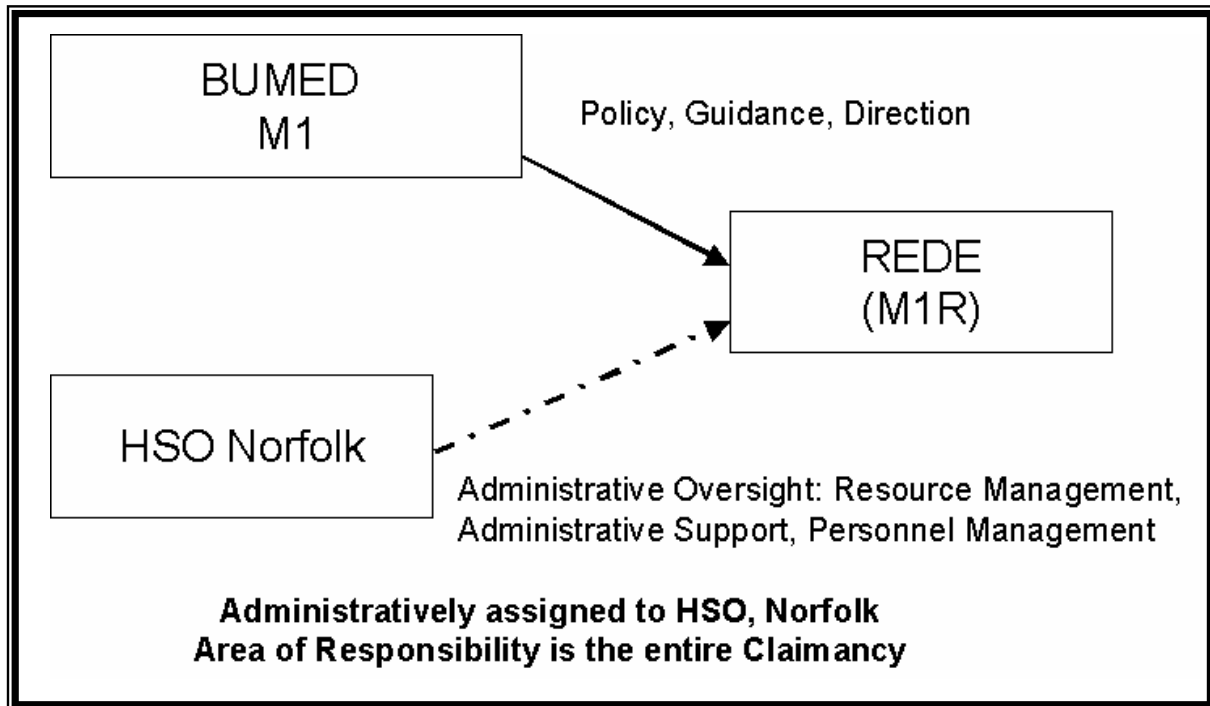 BUMED
M1
Policy, Guidance, Direction
REDE
(M1R)
HSO Norfolk
Administrative Oversight: Resource Management,
Administrative Support, Personnel Management
Administratively assigned to HSO, Norfolk
Area of Responsibility is the entire Claimancy